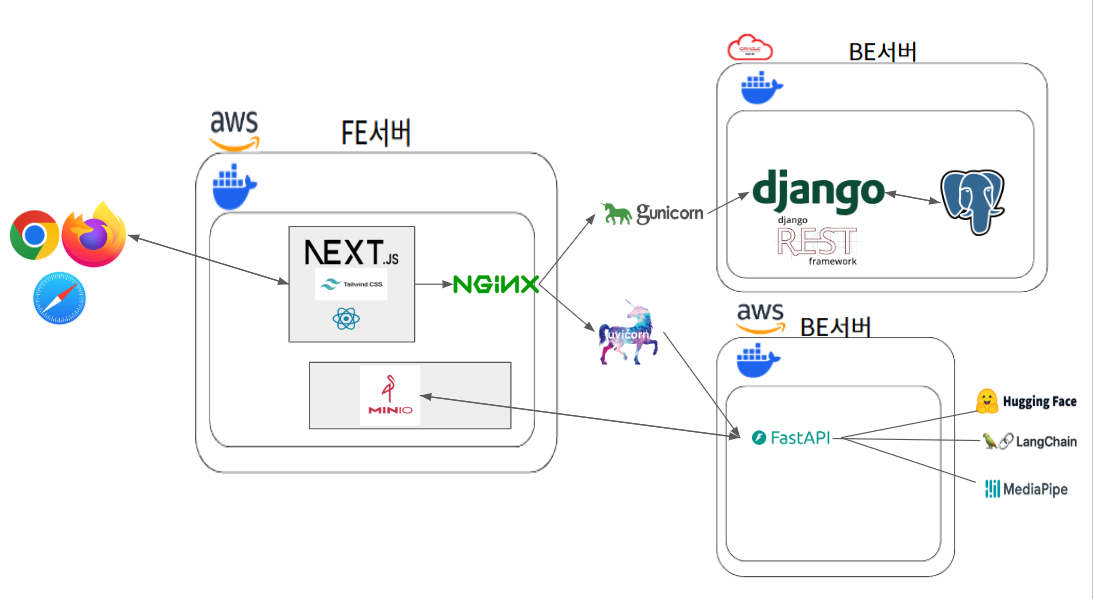 BE서버
aws
FE서버
NEXT.JS
Tailwind CSS
NGINX
MINIO
gunicorn
uvicorn
django
django
REST
framework
aws
BE서버
FastAPI
Hugging Face
LangChain
MediaPipe